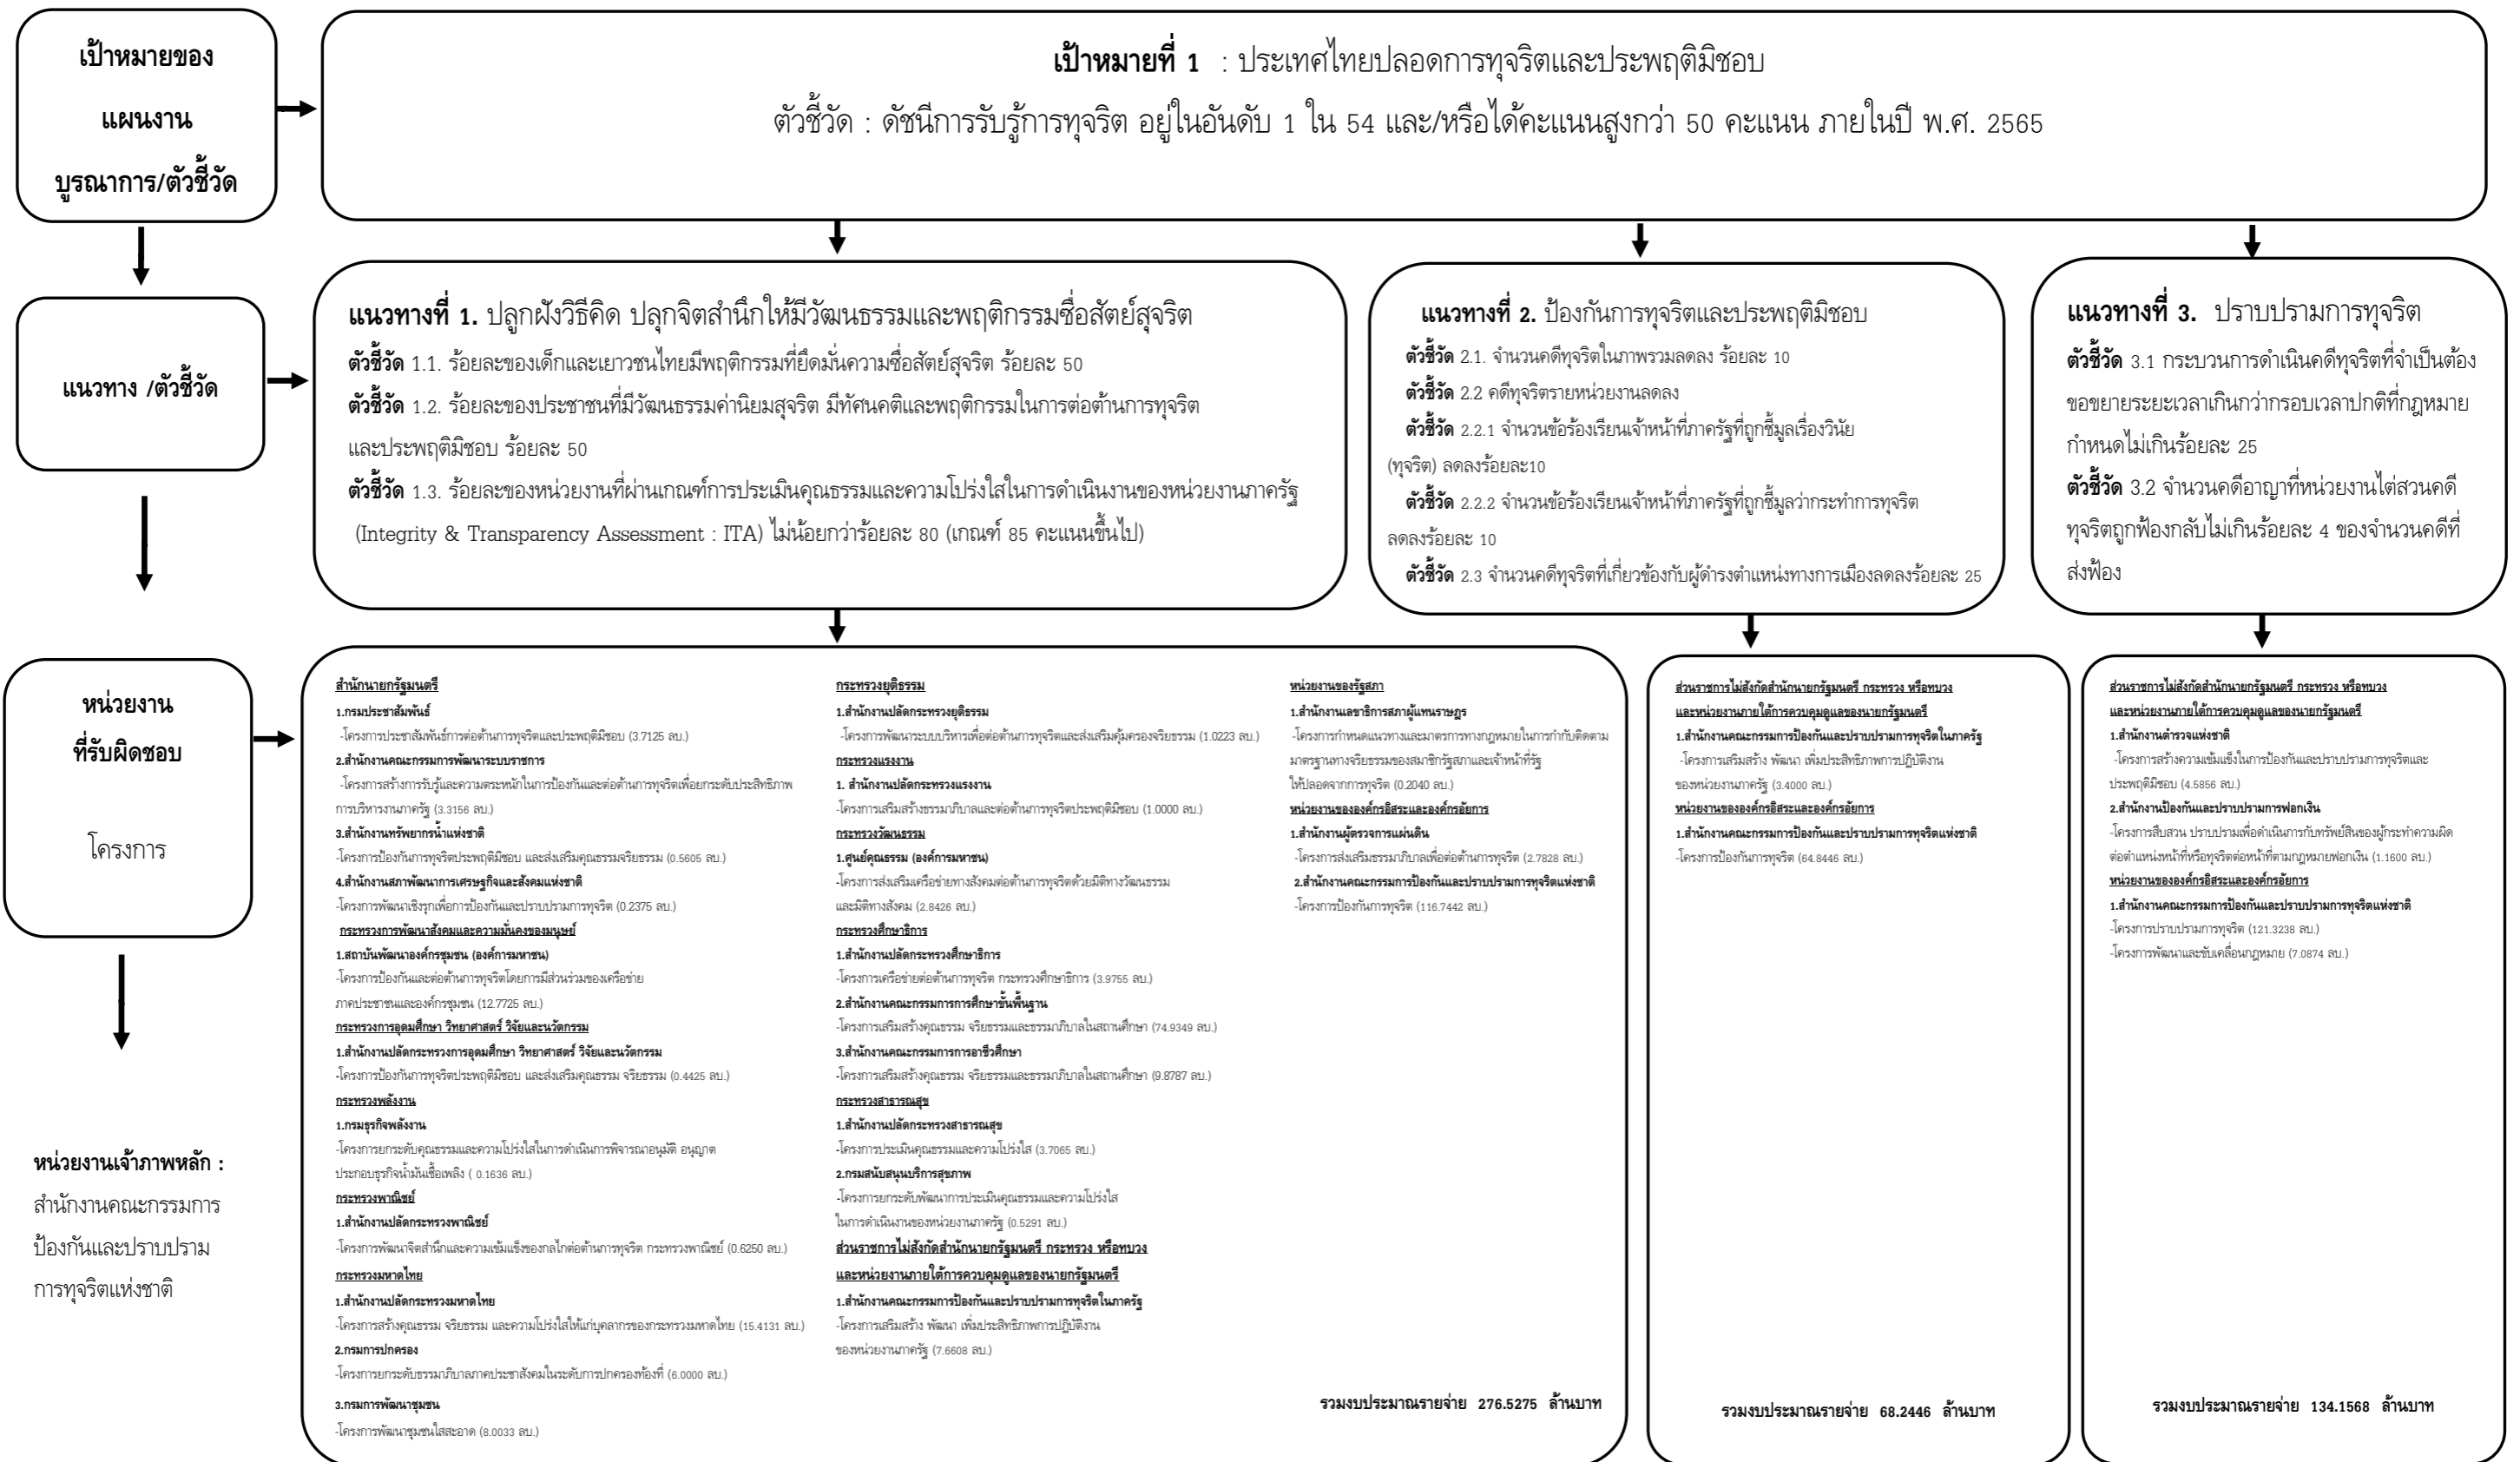 เป้าหมายของ
แผนงาน
บูรณาการ/ตัวชี้วัด
เป้าหมายที่ 1 : ประเทศไทยปลอดการทุจริตและประพฤติมิชอบ
ตัวชี้วัด : ดัชนีการรับรู้การทุจริต อยู่ในอันดับ 1 ใน 54 และ/หรือได้คะแนนสูงกว่า 50 คะแนน ภายในปี พ.ศ. 2565
แนวทาง /ตัวชี้วัด
แนวทางที่ 1. ปลูกฝังวิธีคิด ปลุกจิตสำนึกให้มีวัฒนธรรมและพฤติกรรมซื่อสัตย์สุจริต
ตัวชี้วัด 1.1. ร้อยละของเด็กและเยาวชนไทยมีพฤติกรรมที่ยึดมั่นความซื่อสัตย์สุจริต ร้อยละ 50
ตัวชี้วัด 1.2. ร้อยละของประชาชนที่มีวัฒนธรรมค่านิยมสุจริต มีทัศนคติและพฤติกรรมในการต่อต้านการทุจริต
และประพฤติมิชอบ ร้อยละ 50
ตัวชี้วัด 1.3. ร้อยละของหน่วยงานที่ผ่านเกณฑ์การประเมินคุณธรรมและความโปร่งใสในการดำเนินงานของหน่วยงานภาครัฐ
(Integrity & Transparency Assessment : ITA) ไม่น้อยกว่าร้อยละ 80 (เกณฑ์ 85 คะแนนขึ้นไป)
แนวทางที่ 2. ป้องกันการทุจริตและประพฤติมิชอบ
ตัวชี้วัด 2.1. จำนวนคดีทุจริตในภาพรวมลดลง ร้อยละ 10
ตัวชี้วัด 2.2 คดีทุจริตรายหน่วยงานลดลง
ตัวชี้วัด 2.2.1 จำนวนข้อร้องเรียนเจ้าหน้าที่ภาครัฐที่ถูกชี้มูลเรื่องวินัย
(ทุจริต) ลดลงร้อยละ10
ตัวชี้วัด 2.2.2 จำนวนข้อร้องเรียนเจ้าหน้าที่ภาครัฐที่ถูกชี้มูลว่ากระทำการทุจริต
ลดลงร้อยละ 10
ตัวชี้วัด 2.3 จำนวนคดีทุจริตที่เกี่ยวข้องกับผู้ดำรงตำแหน่งทางการเมืองลดลงร้อยละ 25
แนวทางที่ 3. ปราบปรามการทุจริต
ตัวชี้วัด 3.1 กระบวนการดำเนินคดีทุจริตที่จำเป็นต้อง
ขอขยายระยะเวลาเกินกว่ากรอบเวลาปกติที่กฎหมาย
กำหนดไม่เกินร้อยละ 25
ตัวชี้วัด 3.2 จำนวนคดีอาญาที่หน่วยงานไต่สวนคดี
ทุจริตถูกฟ้องกลับไม่เกินร้อยละ 4 ของจำนวนคดีที่
ส่งฟ้อง
หน่วยงาน
ที่รับผิดชอบ
โครงการ
หน่วยงานเจ้าภาพหลัก :
สำนักงานคณะกรรมการ
ป้องกันและปราบปราม
การทุจริตแห่งชาติ
สำนักนายกรัฐมนตรี
1.กรมประชาสัมพันธ์
-โครงการประชาสัมพันธ์การต่อต้านการทุจริตและประพฤติมิชอบ (3.7125 ลบ.)
2.สำนักงานคณะกรรมการพัฒนาระบบราชการ
-โครงการสร้างการรับรู้และความตระหนักในการป้องกันและต่อต้านการทุจริตเพื่อยกระดับประสิทธิภาพ
การบริหารงานภาครัฐ (3.3156 ลบ.)
3.สำนักงานทรัพยากรน้ำแห่งชาติ
-โครงการป้องกันการทุจริตประพฤติมิชอบ และส่งเสริมคุณธรรมจริยธรรม (0.5605 ลบ.)
4.สำนักงานสภาพัฒนาการเศรษฐกิจและสังคมแห่งชาติ
-โครงการพัฒนาเชิงรุกเพื่อการป้องกันและปราบปรามการทุจริต (0.2375 ลบ.)
กระทรวงการพัฒนาสังคมและความมั่นคงของมนุษย์
1.สถาบันพัฒนาองค์กรชุมชน (องค์การมหาชน)
-โครงการป้องกันและต่อต้านการทุจริตโดยการมีส่วนร่วมของเครือข่าย
ภาคประชาชนและองค์กรชุมชน (12.7725 ลบ.)
กระทรวงการอุดมศึกษา วิทยาศาสตร์ วิจัยและนวัตกรรม
1.สำนักงานปลัดกระทรวงการอุดมศึกษา วิทยาศาสตร์ วิจัยและนวัตกรรม
-โครงการป้องกันการทุจริตประพฤติมิชอบ และส่งเสริมคุณธรรม จริยธรรม (0.4425 ลบ.)
กระทรวงพลังงาน
1.กรมธุรกิจพลังงาน
-โครงการยกระดับคุณธรรมและความโปร่งใสในการดำเนินการพิจารณาอนุมัติ อนุญาต
ประกอบธุรกิจน้ำมันเชื้อเพลิง ( 0.1636 ลบ.)
กระทรวงพาณิชย์
1.สำนักงานปลัดกระทรวงพาณิชย์
-โครงการพัฒนาจิตสำนึกและความเข้มแข็งของกลไกต่อต้านการทุจริต กระทรวงพาณิชย์ (0.6250 ลบ.)
กระทรวงมหาดไทย
1.สำนักงานปลัดกระทรวงมหาดไทย
-โครงการสร้างคุณธรรม จริยธรรม และความโปร่งใสให้แก่บุคลากรของกระทรวงมหาดไทย (15.4131 ลบ.)
2.กรมการปกครอง
-โครงการยกระดับธรรมาภิบาลภาคประชาสังคมในระดับการปกครองท้องที่ (6.0000 ลบ.)
3.กรมการพัฒนาชุมชน
-โครงการพัฒนาชุมชนใสสะอาด (8.0033 ลบ.)
กระทรวงยุติธรรม
1.สำนักงานปลัดกระทรวงยุติธรรม
-โครงการพัฒนาระบบบริหารเพื่อต่อต้านการทุจริตและส่งเสริมคุ้มครองจริยธรรม (1.0223 ลบ.)
กระทรวงแรงงาน
1. สำนักงานปลัดกระทรวงแรงงาน
-โครงการเสริมสร้างธรรมาภิบาลและต่อต้านการทุจริตประพฤติมิชอบ (1.0000 ลบ.)
กระทรวงวัฒนธรรม
1.ศูนย์คุณธรรม (องค์การมหาชน)
-โครงการส่งเสริมเครือข่ายทางสังคมต่อต้านการทุจริตด้วยมิติทางวัฒนธรรม
และมิติทางสังคม (2.8426 ลบ.)
กระทรวงศึกษาธิการ
1.สำนักงานปลัดกระทรวงศึกษาธิการ
-โครงการเครือข่ายต่อต้านการทุจริต กระทรวงศึกษาธิการ (3.9755 ลบ.)
2.สำนักงานคณะกรรมการการศึกษาขั้นพื้นฐาน
-โครงการเสริมสร้างคุณธรรม จริยธรรมและธรรมาภิบาลในสถานศึกษา (74.9349 ลบ.)
3.สำนักงานคณะกรรมการการอาชีวศึกษา
-โครงการเสริมสร้างคุณธรรม จริยธรรมและธรรมาภิบาลในสถานศึกษา (9.8787 ลบ.)
กระทรวงสาธารณสุข
1.สำนักงานปลัดกระทรวงสาธารณสุข
-โครงการประเมินคุณธรรมและความโปร่งใส (3.7065 ลบ.)
2.กรมสนับสนุนบริการสุขภาพ
-โครงการยกระดับพัฒนาการประเมินคุณธรรมและความโปร่งใส
ในการดำเนินงานของหน่วยงานภาครัฐ (0.5291 ลบ.)
ส่วนราชการไม่สังกัดสำนักนายกรัฐมนตรี กระทรวง หรือทบวง
และหน่วยงานภายใต้การควบคุมดูแลของนายกรัฐมนตรี
1.สำนักงานคณะกรรมการป้องกันและปราบปรามการทุจริตในภาครัฐ
-โครงการเสริมสร้าง พัฒนา เพิ่มประสิทธิภาพการปฏิบัติงาน
ของหน่วยงานภาครัฐ (7.6608 ลบ.)
หน่วยงานของรัฐสภา
1.สำนักงานเลขาธิการสภาผู้แทนราษฎร
-โครงการกำหนดแนวทางและมาตรการทางกฎหมายในการกำกับติดตาม
มาตรฐานทางจริยธรรมของสมาชิกรัฐสภาและเจ้าหน้าที่รัฐ
ให้ปลอดจากการทุจริต (0.2040 ลบ.)
หน่วยงานขององค์กรอิสระและองค์กรอัยการ
1.สำนักงานผู้ตรวจการแผ่นดิน
-โครงการส่งเสริมธรรมาภิบาลเพื่อต่อต้านการทุจริต (2.7828 ลบ.)
2.สำนักงานคณะกรรมการป้องกันและปราบปรามการทุจริตแห่งชาติ
-โครงการป้องกันการทุจริต (116.7442 ลบ.)
รวมงบประมาณรายจ่าย 276.5275 ล้านบาท
ส่วนราชการไม่สังกัดสำนักนายกรัฐมนตรี กระทรวง หรือทบวง
และหน่วยงานภายใต้การควบคุมดูแลของนายกรัฐมนตรี
1.สำนักงานคณะกรรมการป้องกันและปราบปรามการทุจริตในภาครัฐ
-โครงการเสริมสร้าง พัฒนา เพิ่มประสิทธิภาพการปฏิบัติงาน
ของหน่วยงานภาครัฐ (3.4000 ลบ.)
หน่วยงานขององค์กรอิสระและองค์กรอัยการ
1.สำนักงานคณะกรรมการป้องกันและปราบปรามการทุจริตแห่งชาติ
-โครงการป้องกันการทุจริต (64.8446 ลบ.)
รวมงบประมาณรายจ่าย 68.2446 ล้านบาท
ส่วนราชการไม่สังกัดสำนักนายกรัฐมนตรี กระทรวง หรือทบวง
และหน่วยงานภายใต้การควบคุมดูแลของนายกรัฐมนตรี
1.สำนักงานตำรวจแห่งชาติ
-โครงการสร้างความเข้มแข็งในการป้องกันและปราบปรามการทุจริตและ
ประพฤติมิชอบ (4.5856 ลบ.)
2.สำนักงานป้องกันและปราบปรามการฟอกเงิน
-โครงการสืบสวน ปราบปรามเพื่อดำเนินการกับทรัพย์สินของผู้กระทำความผิด
ต่อตำแหน่งหน้าที่หรือทุจริตต่อหน้าที่ตามกฎหมายฟอกเงิน (1.1600 ลบ.)
หน่วยงานขององค์กรอิสระและองค์กรอัยการ
1.สำนักงานคณะกรรมการป้องกันและปราบปรามการทุจริตแห่งชาติ
-โครงการปราบปรามการทุจริต (121.3238 ลบ.)
-โครงการพัฒนาและขับเคลื่อนกฎหมาย (7.0874 ลบ.)
รวมงบประมาณรายจ่าย 134.1568 ล้านบาท